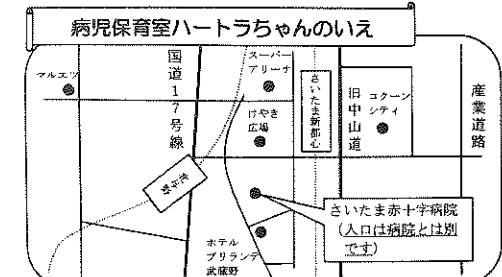 病児保育室ハートラちゃんのいえ
マルエツ
国道17号線
スーパー
アリーナ
けやき
広場
さいたま新都心
旧中山道
コクーン
シティ
産業道路
さいたま赤十字病院
(入口は病院とは別
です)
ホテル
ブリランテ
武蔵野